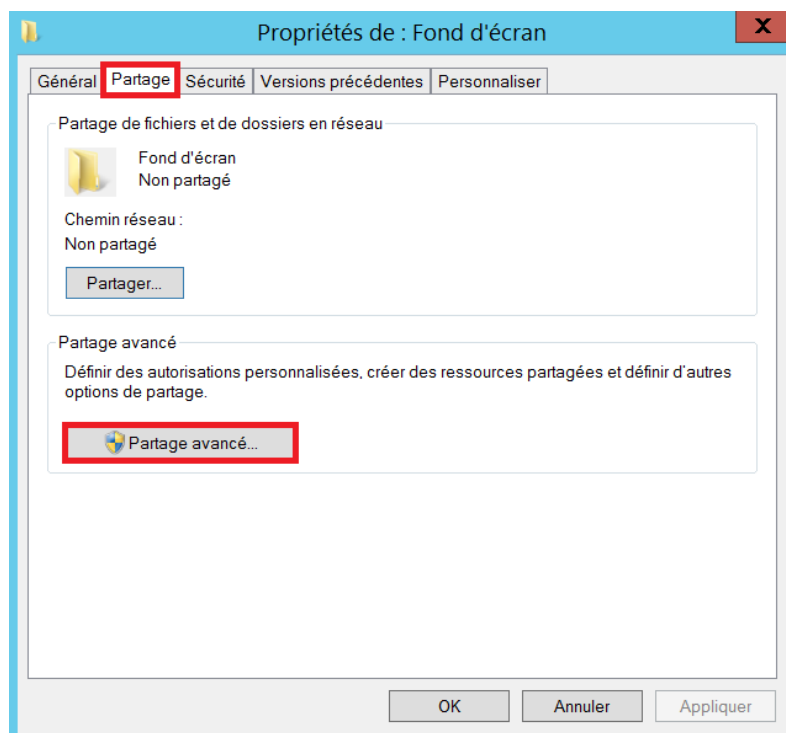 Propriétés de : Fond d'écran
X
Général Partage Sécurité Versions précédentes Personnaliser
Partage de fichiers et de dossiers en réseau
Fond d'écran
Non partagé
Chemin réseau :
Non partagé
Partager...
Partage avancé
Définir des autorisations personnalisées, créer des ressources partagées et définir d'autres
options de partage.
Partage avancé...
OK Annuler Appliquer